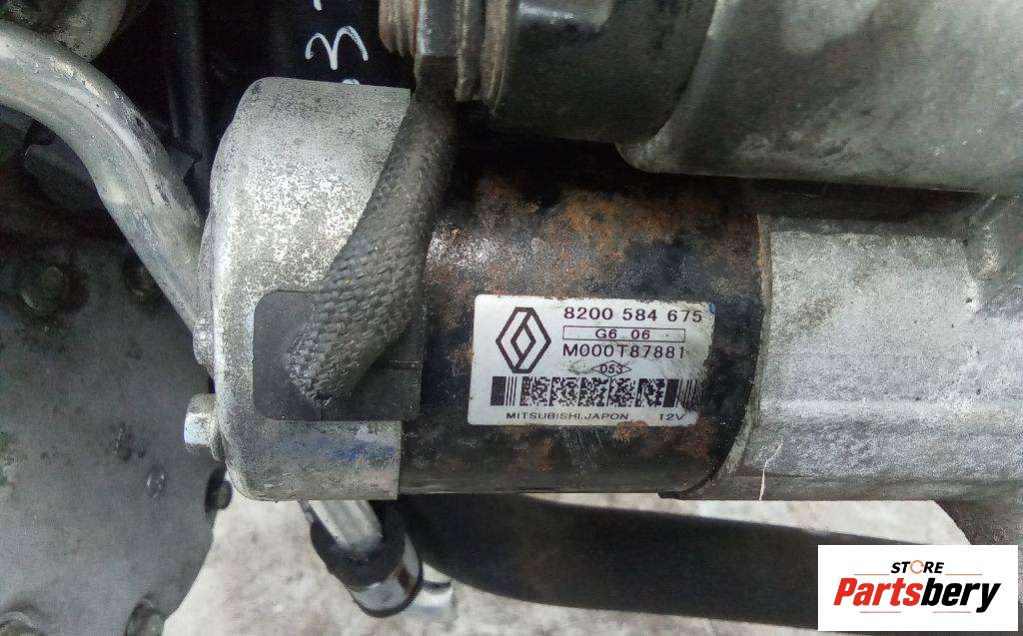 8200 584 675
G6 06
M000T87881
D53
MITSUBISHI.JAPON 12V
STORE
Partsbery